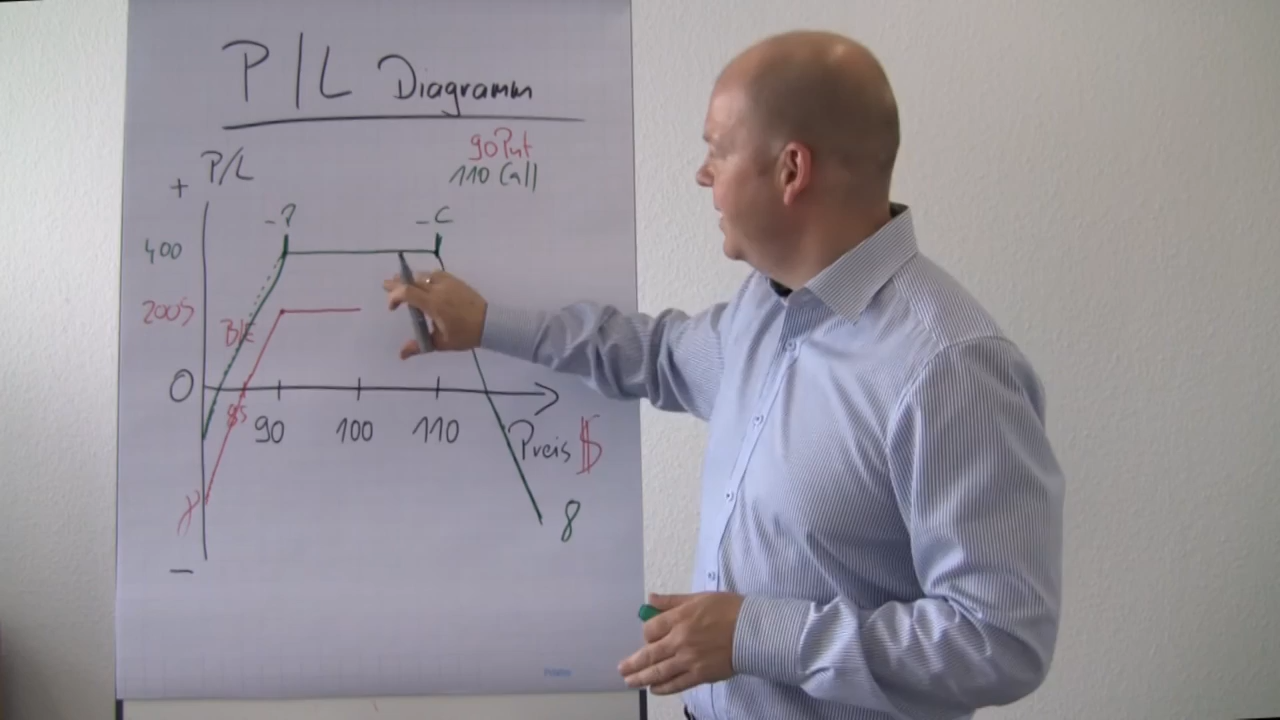 P/L Diagramm
90 Put
110 Call
P/L
+
-P
-C
400
200$
B/E
0
85
90
100
110
Preis $
8
-